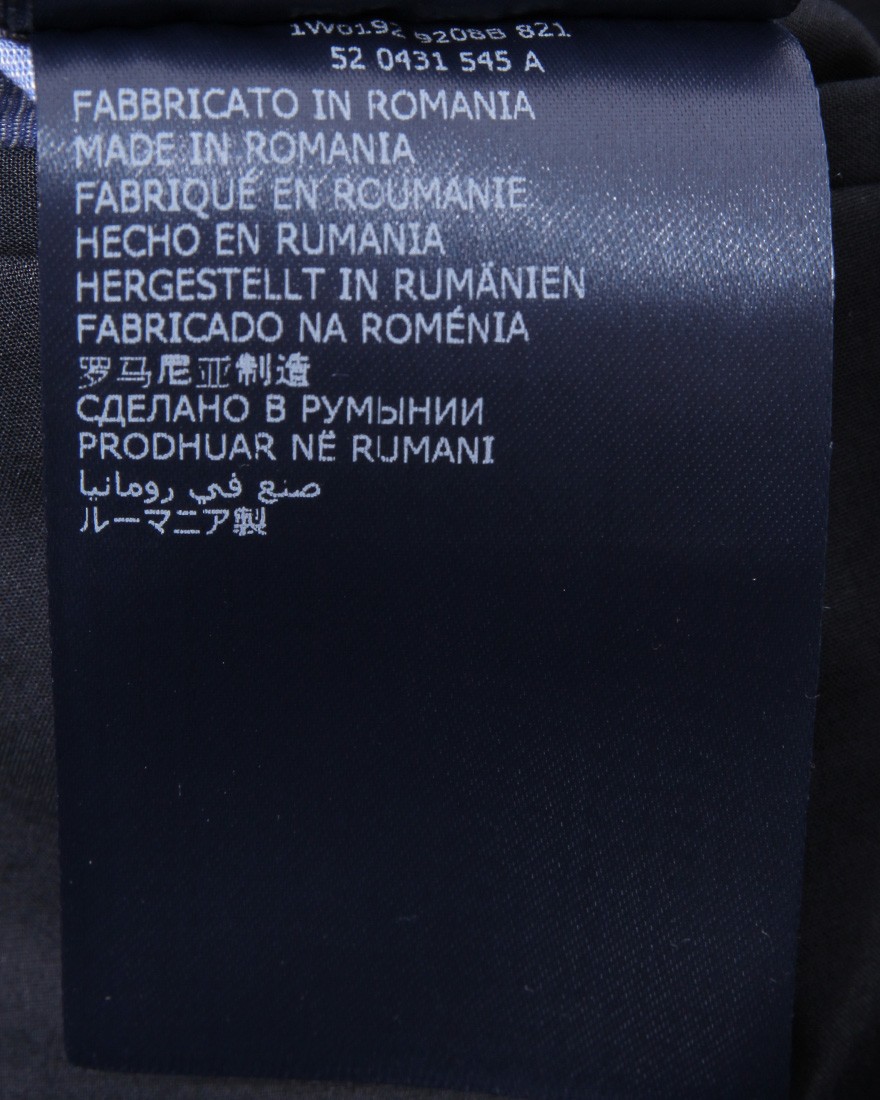 1W6192 9208B 821
52 0431 545 A
FABBRICATO IN ROMANIA
MADE IN ROMANIA
FABRIQUÉ EN ROUMANIE
HECHO EN RUMANIA
HERGESTELLT IN RUMÄNIEN
FABRICADO NA ROMÉNIA
罗马尼亚制造
СДЕЛАНО В РУМЫНИИ
PRODHUAR NË RUMANI
صنع في رومانيا
ルーマニア製